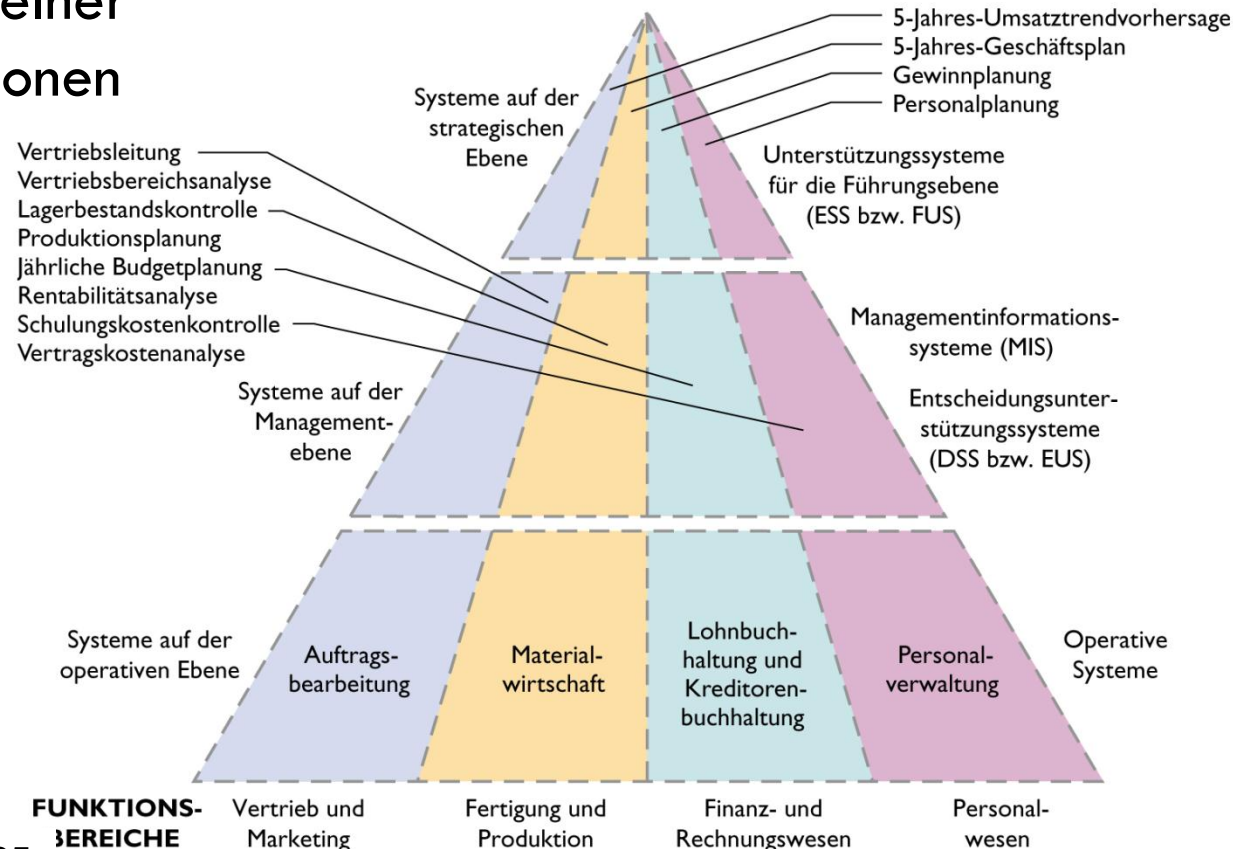 einer
onen
5-Jahres-Umsatztrendvorhersage
5-Jahres-Geschäftsplan
Gewinnplanung
Personalplanung
Systeme auf der
strategischen
Ebene
Unterstützungssysteme
für die Führungsebene
(ESS bzw. FUS)
Vertriebsleitung
Vertriebsbereichsanalyse
Lagerbestandskontrolle
Produktionsplanung
Jährliche Budgetplanung
Rentabilitätsanalyse
Schulungskostenkontrolle
Vertragskostenanalyse
Systeme auf der
Management-
ebene
Managementinformations-
systeme (MIS)
Entscheidungsunter-
stützungssysteme
(DSS bzw. EUS)
Systeme auf der
operativen Ebene
Auftrags-
bearbeitung
Material-
wirtschaft
Lohnbuch-
haltung und
Kreditoren-
buchhaltung
Personal-
verwaltung
Operative
Systeme
FUNKTIONS-
BEREICHE
Vertrieb und
Marketing
Fertigung und
Produktion
Finanz- und
Rechnungswesen
Personal-
wesen